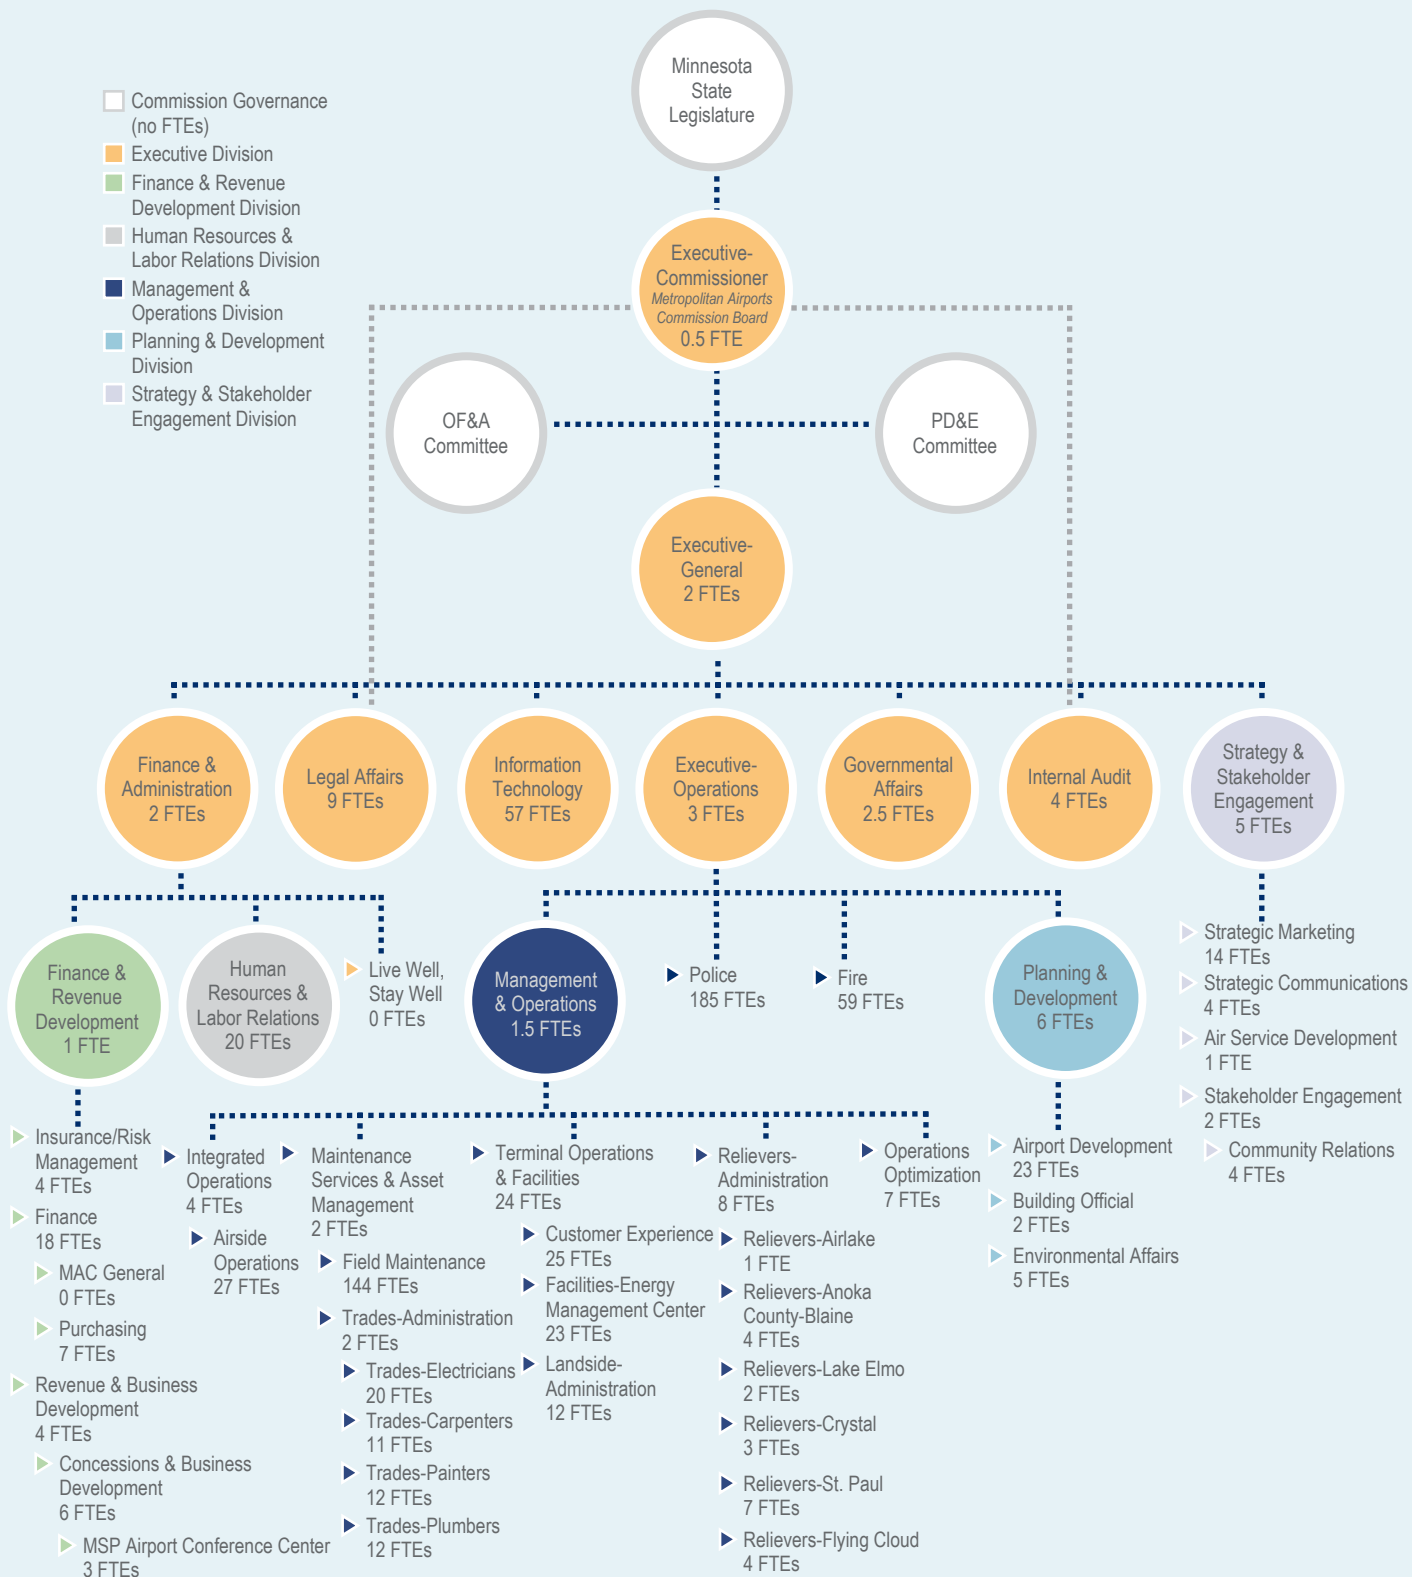 Minnesota
State
Legislature
Commission Governance
(no FTEs)
Executive Division
Finance & Revenue
Development Division
Human Resources &
Labor Relations Division
Management &
Operations Division
Planning & Development
Division
Strategy & Stakeholder
Engagement Division
Executive-
Commissioner
Metropolitan Airports
Commission Board
0.5 FTE
OF&A
Committee
PD&E
Committee
Executive-
General
2 FTEs
Finance &
Administration
2 FTEs
Legal Affairs
9 FTEs
Information
Technology
57 FTEs
Executive-
Operations
3 FTEs
Governmental
Affairs
2.5 FTEs
Internal Audit
4 FTEs
Strategy &
Stakeholder
Engagement
5 FTEs
Finance &
Revenue
Development
1 FTE
Human
Resources &
Labor Relations
20 FTEs
Live Well,
Stay Well
0 FTEs
Management
& Operations
1.5 FTEs
Police
185 FTEs
Fire
59 FTEs
Planning &
Development
6 FTEs
Strategic Marketing
14 FTEs
Strategic Communications
4 FTEs
Air Service Development
1 FTE
Stakeholder Engagement
2 FTEs
Community Relations
4 FTEs
Insurance/Risk
Management
4 FTEs
Finance
18 FTEs
MAC General
0 FTEs
Purchasing
7 FTEs
Revenue & Business
Development
4 FTEs
Concessions & Business
Development
6 FTEs
MSP Airport Conference Center
3 FTEs
Integrated
Operations
4 FTEs
Airside
Operations
27 FTEs
Maintenance
Services & Asset
Management
2 FTEs
Field Maintenance
144 FTEs
Trades-Administration
2 FTEs
Trades-Electricians
20 FTEs
Trades-Carpenters
11 FTEs
Trades-Painters
12 FTEs
Trades-Plumbers
12 FTEs
Terminal Operations
& Facilities
24 FTEs
Customer Experience
25 FTEs
Facilities-Energy
Management Center
23 FTEs
Landside-
Administration
12 FTEs
Relievers-
Administration
8 FTEs
Relievers-Airlake
1 FTE
Relievers-Anoka
County-Blaine
4 FTEs
Relievers-Lake Elmo
2 FTEs
Relievers-Crystal
3 FTEs
Relievers-St. Paul
7 FTEs
Relievers-Flying Cloud
4 FTEs
Operations
Optimization
7 FTEs
Airport Development
23 FTEs
Building Official
2 FTEs
Environmental Affairs
5 FTEs